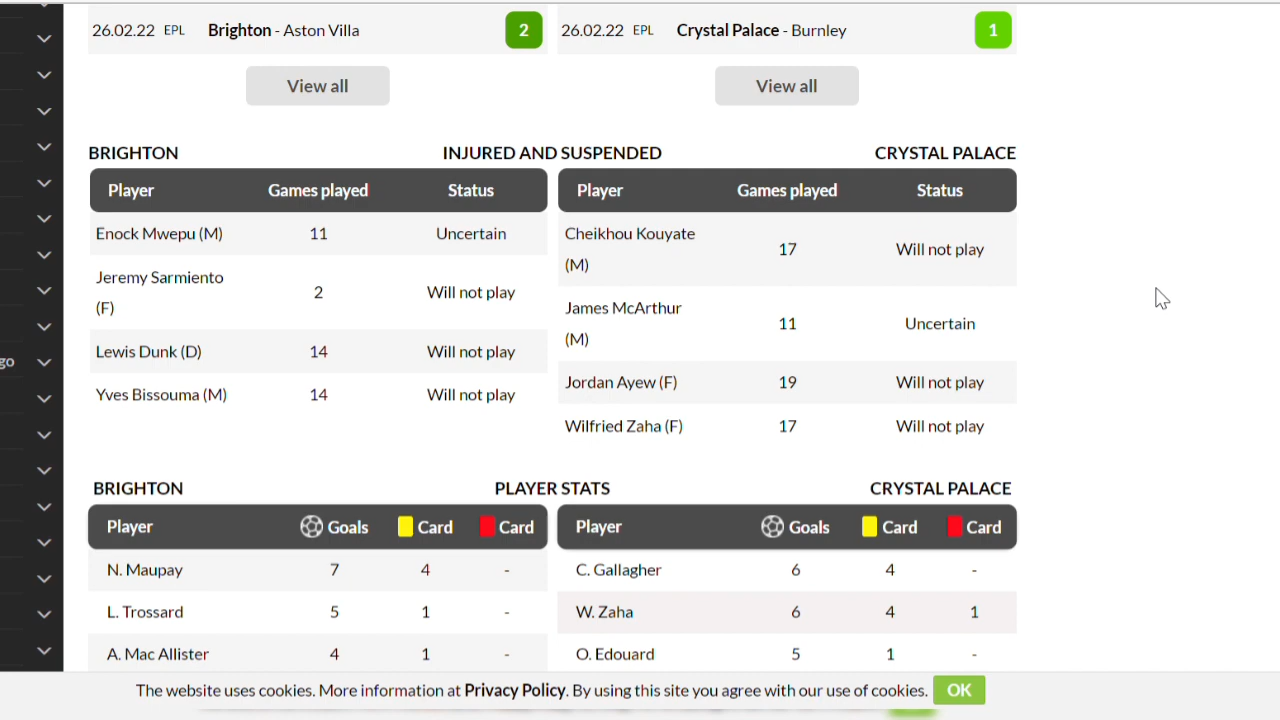 26.02.22 EPL Brighton - Aston Villa 2
26.02.22 EPL Crystal Palace - Burnley 1
View all
View all
BRIGHTON INJURED AND SUSPENDED CRYSTAL PALACE
Player Games played Status
Enock Mwepu (M) 11 Uncertain
Jeremy Sarmiento
(F) 2 Will not play
Lewis Dunk (D) 14 Will not play
Yves Bissouma (M) 14 Will not play
Player Games played Status
Cheikhou Kouyate
(M) 17 Will not play
James McArthur
(M) 11 Uncertain
Jordan Ayew (F) 19 Will not play
Wilfried Zaha (F) 17 Will not play
go
BRIGHTON PLAYER STATS CRYSTAL PALACE
Player Goals Card Card
N. Maupay 7 4 -
L. Trossard 5 1 -
A. Mac Allister 4 1 -
Player Goals Card Card
C. Gallagher 6 4 -
W. Zaha 6 4 1
O. Edouard 5 1 -
The website uses cookies. More information at Privacy Policy. By using this site you agree with our use of cookies. OK